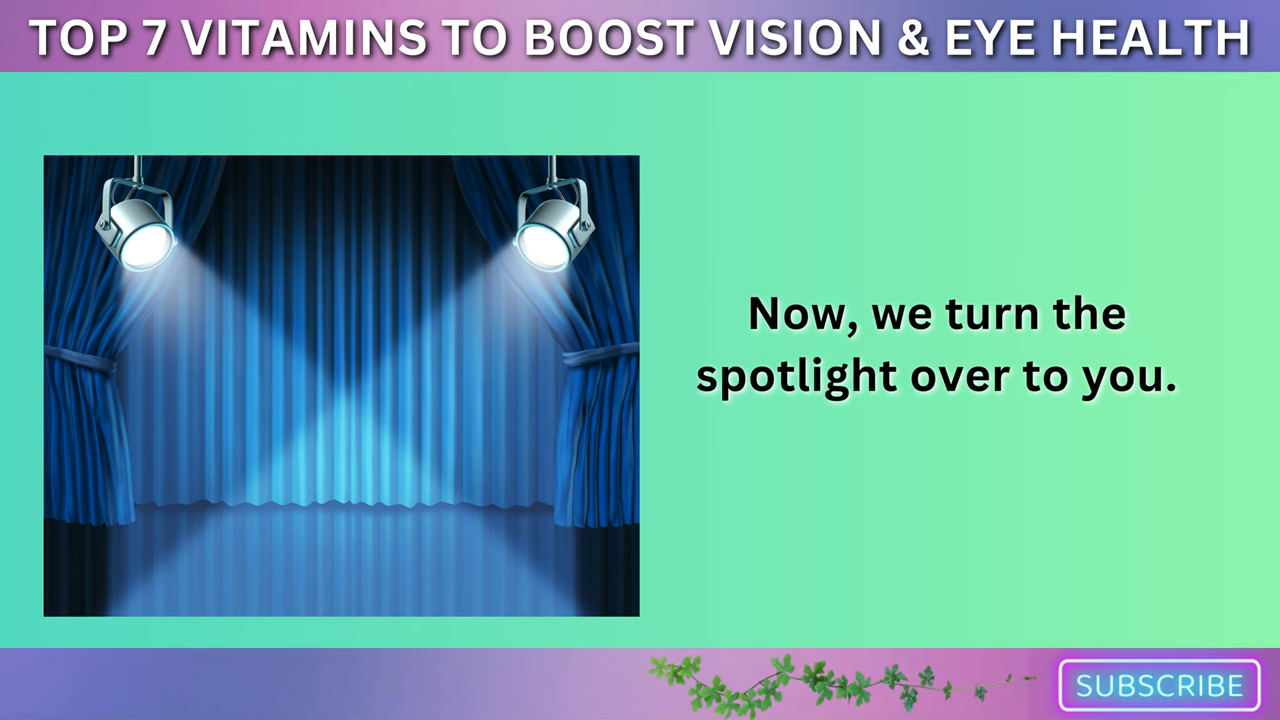 TOP 7 VITAMINS TO BOOST VISION & EYE HEALTH
Now, we turn the
spotlight over to you.
SUBSCRIBE